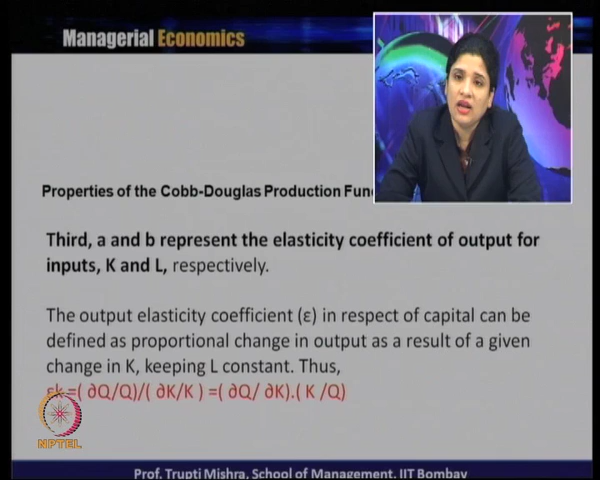 Managerial Economics
Properties of the Cobb-Douglas Production Fun
Third, a and b represent the elasticity coefficient of output for
inputs, K and L, respectively.
The output elasticity coefficient (ε) in respect of capital can be
defined as proportional change in output as a result of a given
change in K, keeping L constant. Thus,
εk =( ∂Q/Q)/( ∂K/K ) =( ∂Q/ ∂K).( K /Q)
NPTEL
Prof. Trupti Mishra, School of Management, IIT Bombay